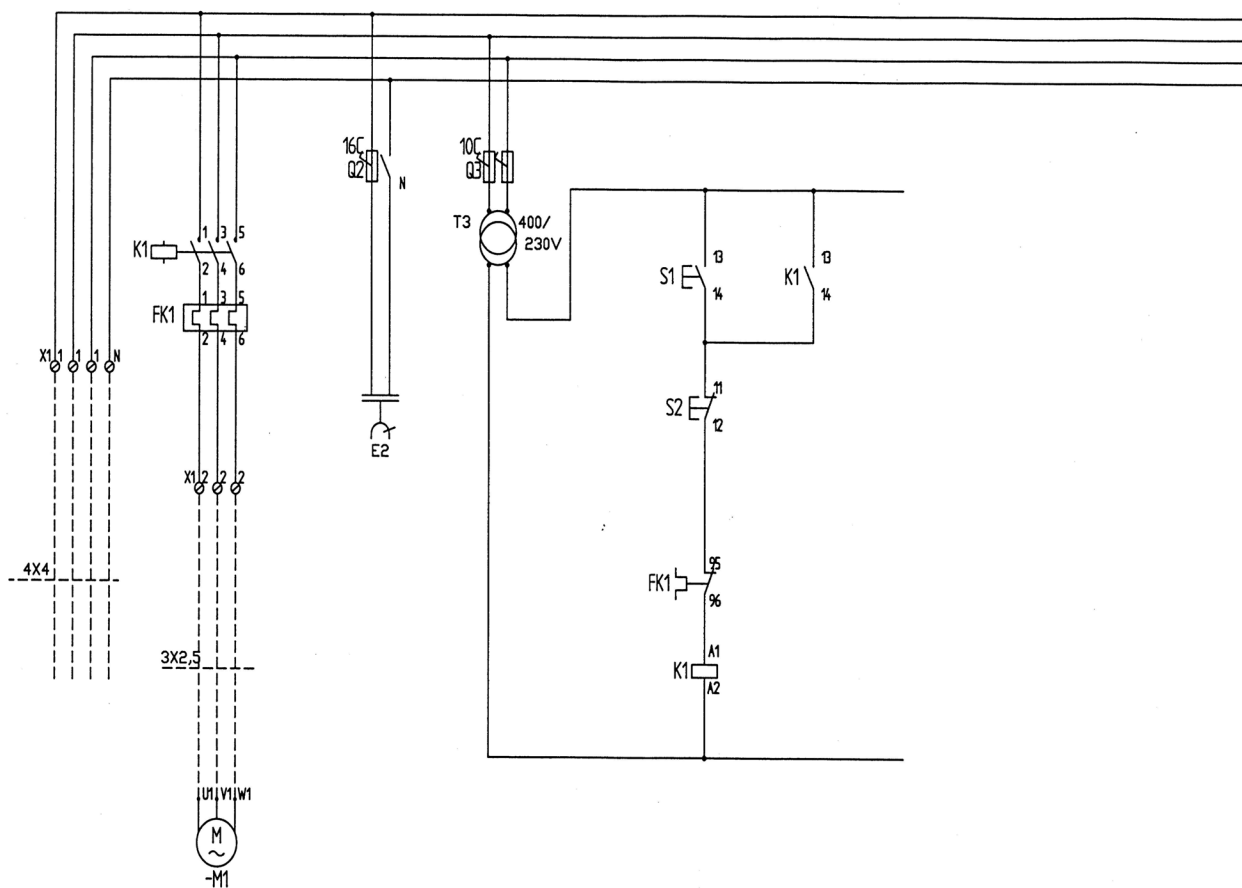 16C
Q2
N
10C
Q3
T3
400/
230V
1 3 5
K1
2 4 6
1 3 5
FK1
2 4 6
X1 1 1 1 N
E2
13
S1
14
13
K1
14
11
S2
12
X1 2 2 2
4X4
95
FK1
96
3X2,5
A1
K1
A2
U1 V1 W1
M
~
-M1